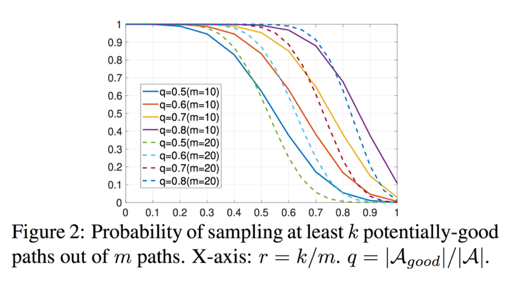 1
0.9
0.8
0.7
0.6
0.5
0.4
0.3
0.2
0.1
0
q=0.5(m=10)
q=0.6(m=10)
q=0.7(m=10)
q=0.8(m=10)
q=0.5(m=20)
q=0.6(m=20)
q=0.7(m=20)
q=0.8(m=20)
0 0.1 0.2 0.3 0.4 0.5 0.6 0.7 0.8 0.9 1
Figure 2: Probability of sampling at least k potentially-good
paths out of m paths. X-axis: r = k/m. q = |𝒜_good|/|𝒜|.